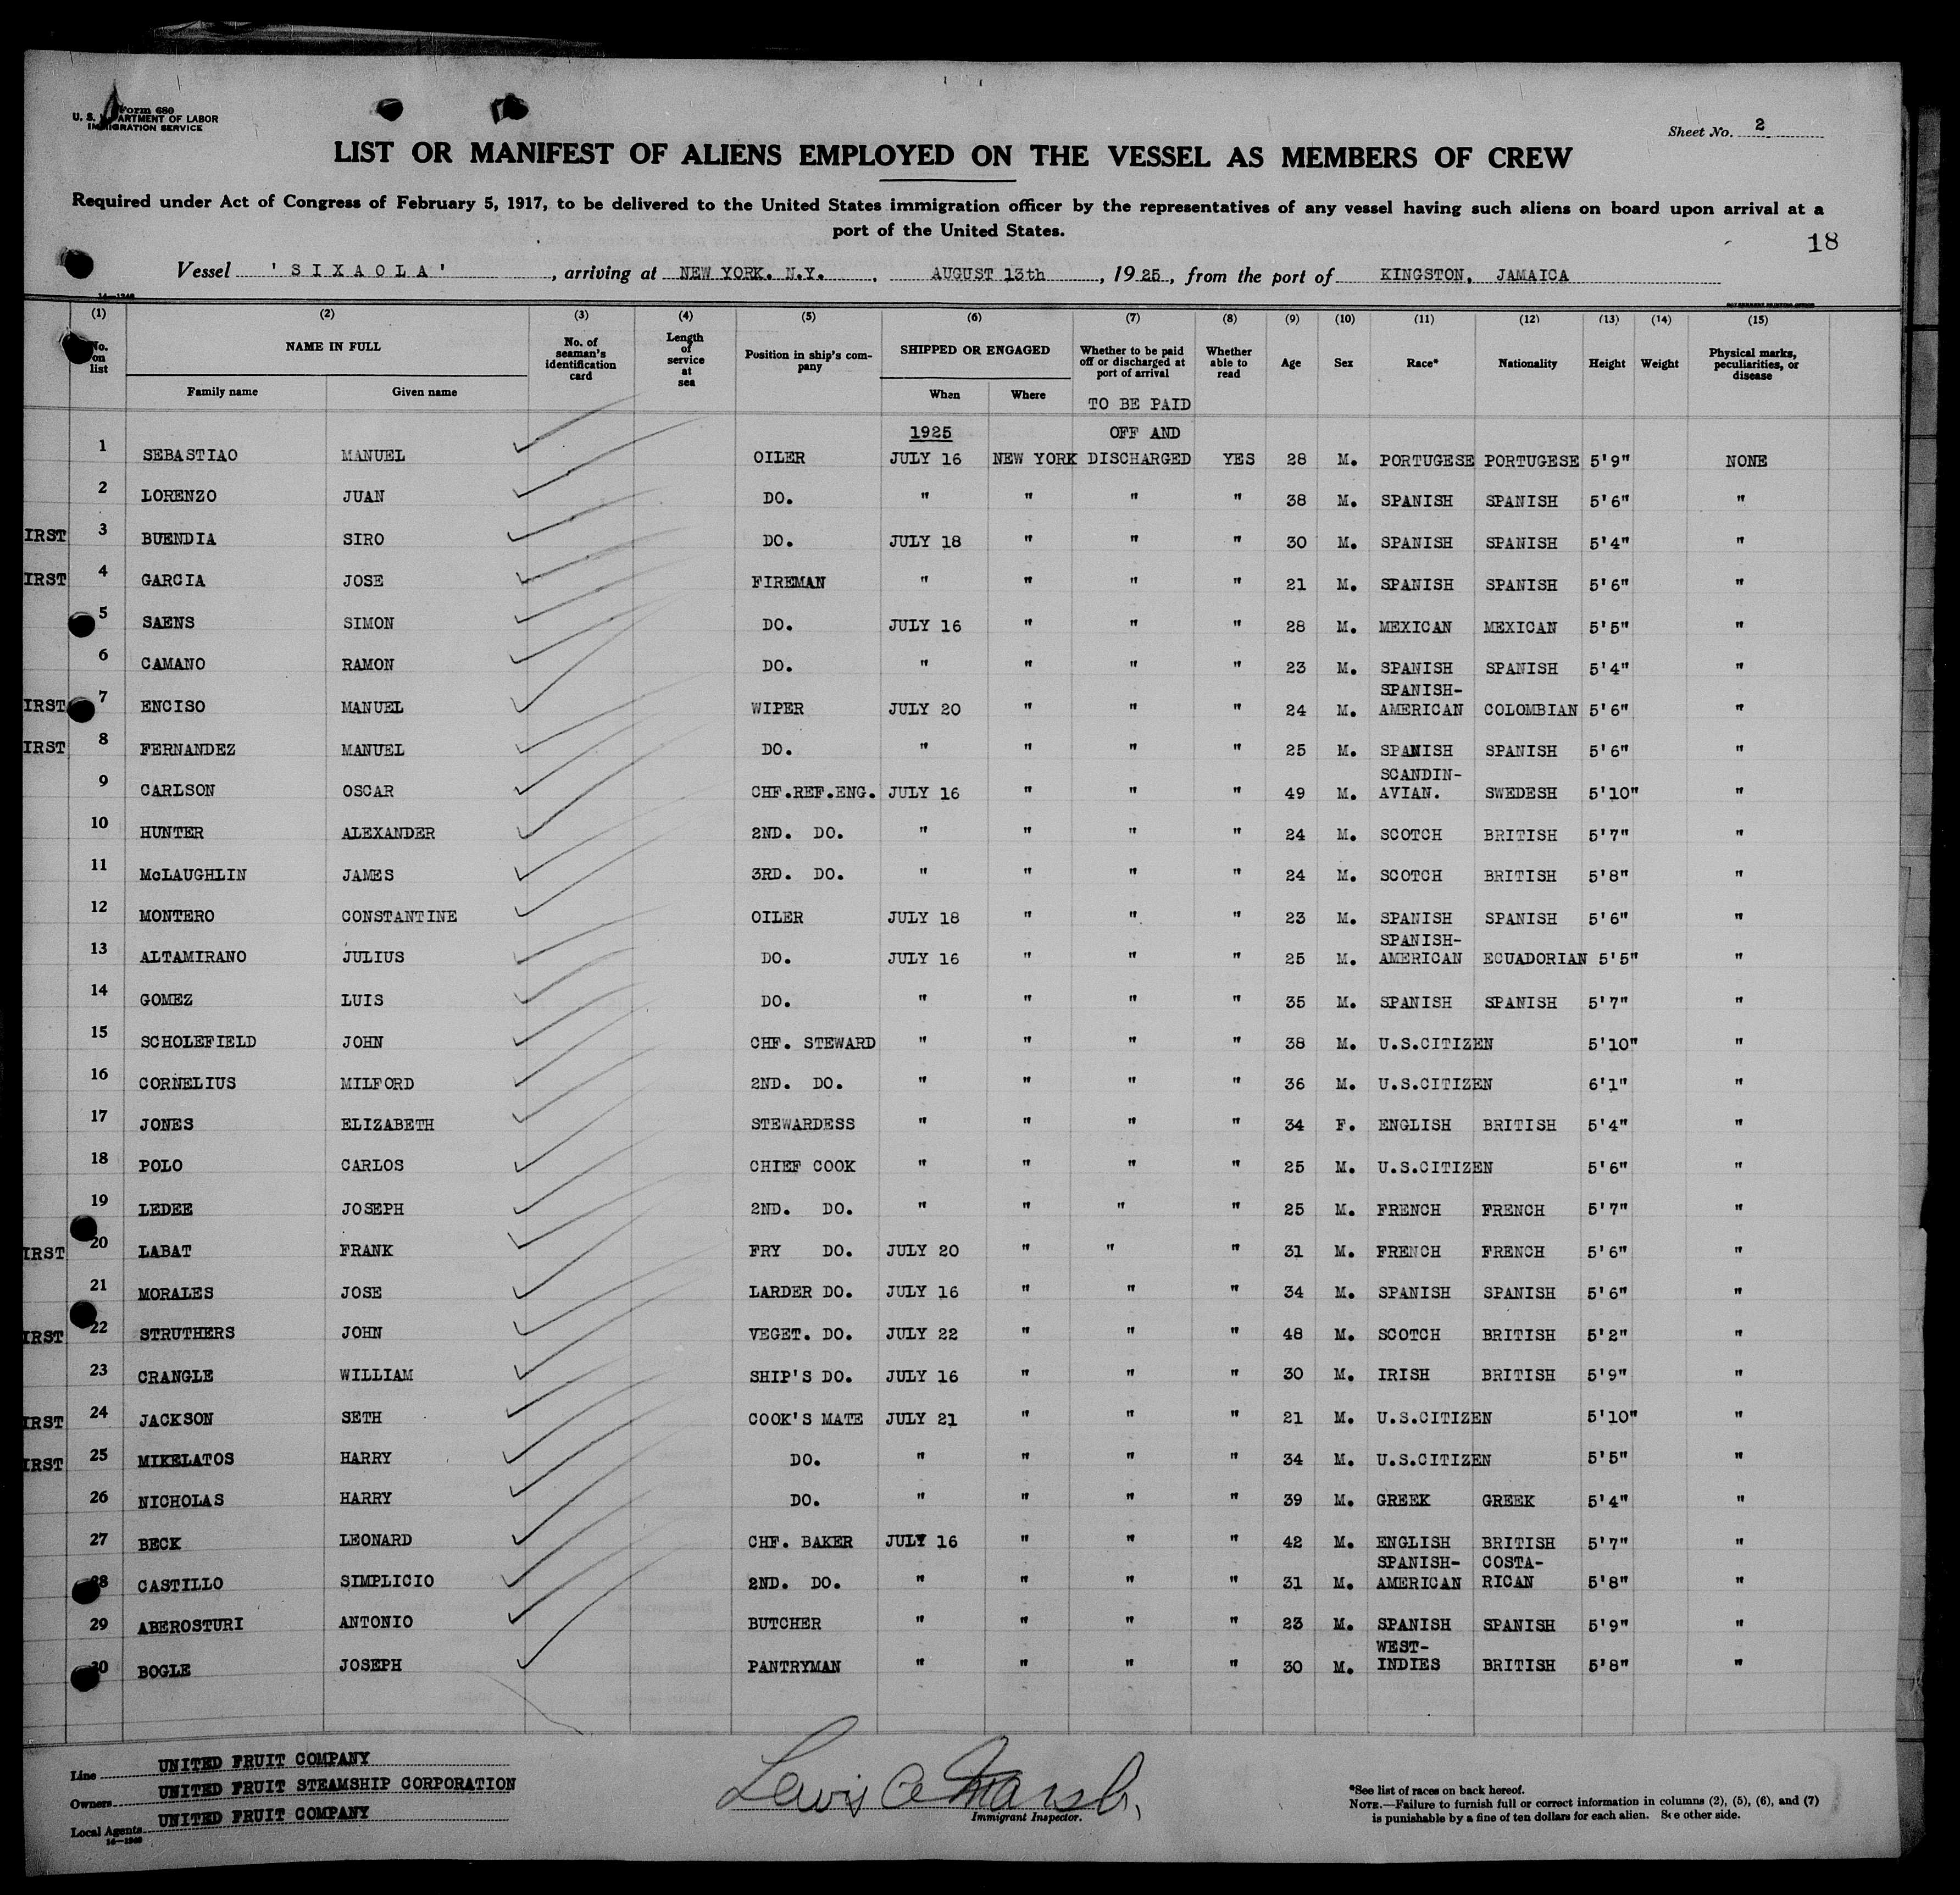 Form 680
U. S. DEPARTMENT OF LABOR
IMMIGRATION SERVICE
Sheet No. 2
LIST OR MANIFEST OF ALIENS EMPLOYED ON THE VESSEL AS MEMBERS OF CREW
Required under Act of Congress of February 5, 1917, to be delivered to the United States immigration officer by the representatives of any vessel having such aliens on board upon arrival at a
port of the United States.
18
Vessel 'SIXAOLA', arriving at NEW YORK. N.Y., AUGUST 13th, 1925, from the port of KINGSTON, JAMAICA
14—1240
GOVERNMENT PRINTING OFFICE
(1) (2) (3) (4) (5) (6) (7) (8) (9) (10) (11) (12) (13) (14) (15)
No. on list NAME IN FULL No. of seaman's identification card Length of service at sea Position in ship's company SHIPPED OR ENGAGED Whether to be paid off or discharged at port of arrival Whether able to read Age Sex Race* Nationality Height Weight Physical marks, peculiarities, or disease
Family name Given name When Where
TO BE PAID
1925 OFF AND
1 SEBASTIAO MANUEL OILER JULY 16 NEW YORK DISCHARGED YES 28 M. PORTUGESE PORTUGESE 5'9" NONE
2 LORENZO JUAN DO. " " " " 38 M. SPANISH SPANISH 5'6" "
IRST 3 BUENDIA SIRO DO. JULY 18 " " " 30 M. SPANISH SPANISH 5'4" "
IRST 4 GARCIA JOSE FIREMAN " " " " 21 M. SPANISH SPANISH 5'6" "
5 SAENS SIMON DO. JULY 16 " " " 28 M. MEXICAN MEXICAN 5'5" "
6 CAMANO RAMON DO. " " " " 23 M. SPANISH SPANISH 5'4" "
IRST 7 ENCISO MANUEL WIPER JULY 20 " " " 24 M. SPANISH-AMERICAN COLOMBIAN 5'6" "
IRST 8 FERNANDEZ MANUEL DO. " " " " 25 M. SPANISH SPANISH 5'6" "
9 CARLSON OSCAR CHF.REF.ENG. JULY 16 " " " 49 M. SCANDIN-AVIAN. SWEDESH 5'10" "
10 HUNTER ALEXANDER 2ND. DO. " " " " 24 M. SCOTCH BRITISH 5'7" "
11 McLAUGHLIN JAMES 3RD. DO. " " " " 24 M. SCOTCH BRITISH 5'8" "
12 MONTERO CONSTANTINE OILER JULY 18 " " " 23 M. SPANISH SPANISH 5'6" "
13 ALTAMIRANO JULIUS DO. JULY 16 " " " 25 M. SPANISH-AMERICAN ECUADORIAN 5'5" "
14 GOMEZ LUIS DO. " " " " 35 M. SPANISH SPANISH 5'7" "
15 SCHOLEFIELD JOHN CHF. STEWARD " " " " 38 M. U.S.CITIZEN 5'10" "
16 CORNELIUS MILFORD 2ND. DO. " " " " 36 M. U.S.CITIZEN 6'1" "
17 JONES ELIZABETH STEWARDESS " " " " 34 F. ENGLISH BRITISH 5'4" "
18 POLO CARLOS CHIEF COOK " " " " 25 M. U.S.CITIZEN 5'6" "
19 LEDEE JOSEPH 2ND. DO. " " " " 25 M. FRENCH FRENCH 5'7" "
IRST 20 LABAT FRANK FRY DO. JULY 20 " " " 31 M. FRENCH FRENCH 5'6" "
21 MORALES JOSE LARDER DO. JULY 16 " " " 34 M. SPANISH SPANISH 5'6" "
IRST 22 STRUTHERS JOHN VEGET. DO. JULY 22 " " " 48 M. SCOTCH BRITISH 5'2" "
23 CRANGLE WILLIAM SHIP'S DO. JULY 16 " " " 30 M. IRISH BRITISH 5'9" "
IRST 24 JACKSON SETH COOK'S MATE JULY 21 " " " 21 M. U.S.CITIZEN 5'10" "
IRST 25 MIKELATOS HARRY DO. " " " " 34 M. U.S.CITIZEN 5'5" "
26 NICHOLAS HARRY DO. " " " " 39 M. GREEK GREEK 5'4" "
27 BECK LEONARD CHF. BAKER JULY 16 " " " 42 M. ENGLISH BRITISH 5'7" "
28 CASTILLO SIMPLICIO 2ND. DO. " " " " 31 M. SPANISH-AMERICAN COSTA-RICAN 5'8" "
29 ABEROSTURI ANTONIO BUTCHER " " " " 23 M. SPANISH SPANISH 5'9" "
30 BOGLE JOSEPH PANTRYMAN " " " " 30 M. WEST-INDIES BRITISH 5'8" "
Line UNITED FRUIT COMPANY
Owners UNITED FRUIT STEAMSHIP CORPORATION
Local Agents UNITED FRUIT COMPANY
14—1240
Lewis A Marsh
Immigrant Inspector.
*See list of races on back hereof.
NOTE.—Failure to furnish full or correct information in columns (2), (5), (6), and (7)
is punishable by a fine of ten dollars for each alien. See other side.